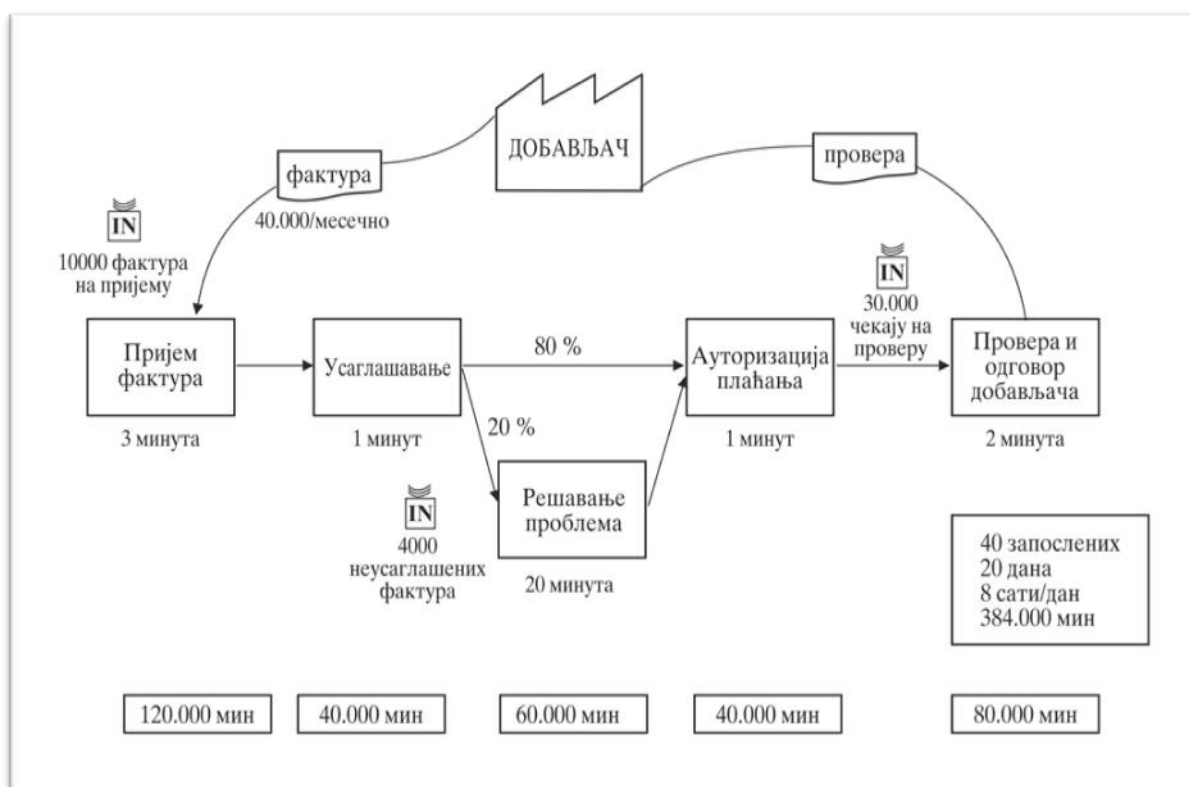 ДОБАВЉАЧ
фактура
40.000/месечно
провера
IN
10000 фактура
на пријему
IN
30.000
чекају на
проверу
Пријем
фактура
3 минута
Усаглашавање
1 минут
80 %
20 %
Ауторизација
плаћања
1 минут
Провера и
одговор
добављача
2 минута
IN
4000
неусаглашених
фактура
Решавање
проблема
20 минута
40 запослених
20 дана
8 сати/дан
384.000 мин
120.000 мин
40.000 мин
60.000 мин
40.000 мин
80.000 мин